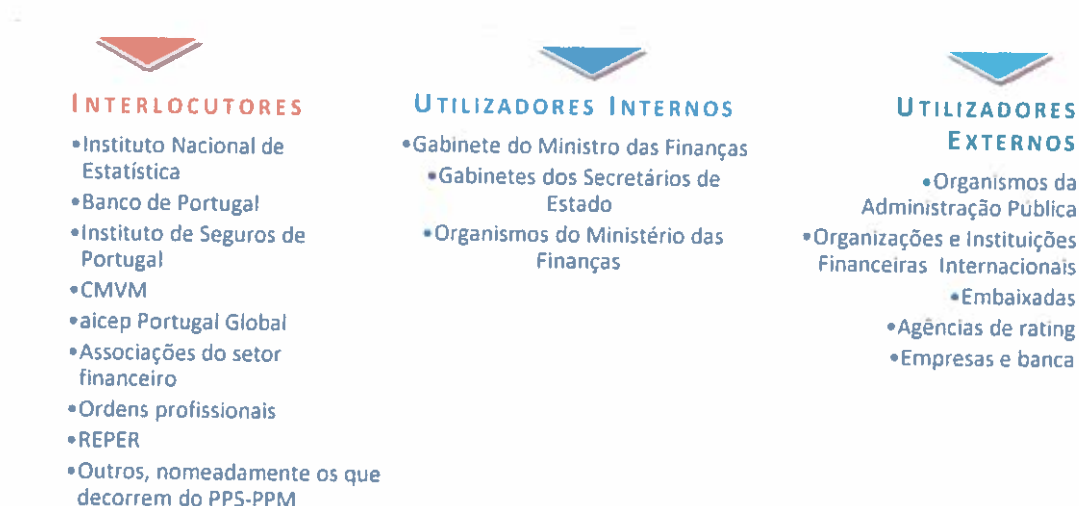 INTERLOCUTORES
•Instituto Nacional de
Estatística
•Banco de Portugal
•Instituto de Seguros de
Portugal
•CMVM
•aicep Portugal Global
•Associações do setor
financeiro
•Ordens profissionais
•REPER
•Outros, nomeadamente os que
decorrem do PPS-PPM
UTILIZADORES INTERNOS
•Gabinete do Ministro das Finanças
•Gabinetes dos Secretários de
Estado
•Organismos do Ministério das
Finanças
UTILIZADORES
EXTERNOS
•Organismos da
Administração Pública
•Organizações e Instituições
Financeiras Internacionais
•Embaixadas
•Agências de rating
•Empresas e banca